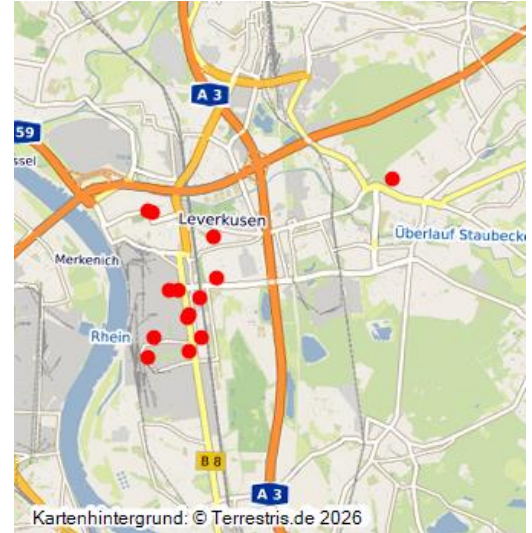 A 3
59
ssel
Leverkusen
Merkenich
Überlauf Staubecke
Rhein
B 8
A 3
Kartenhintergrund: © Terrestris.de 2026